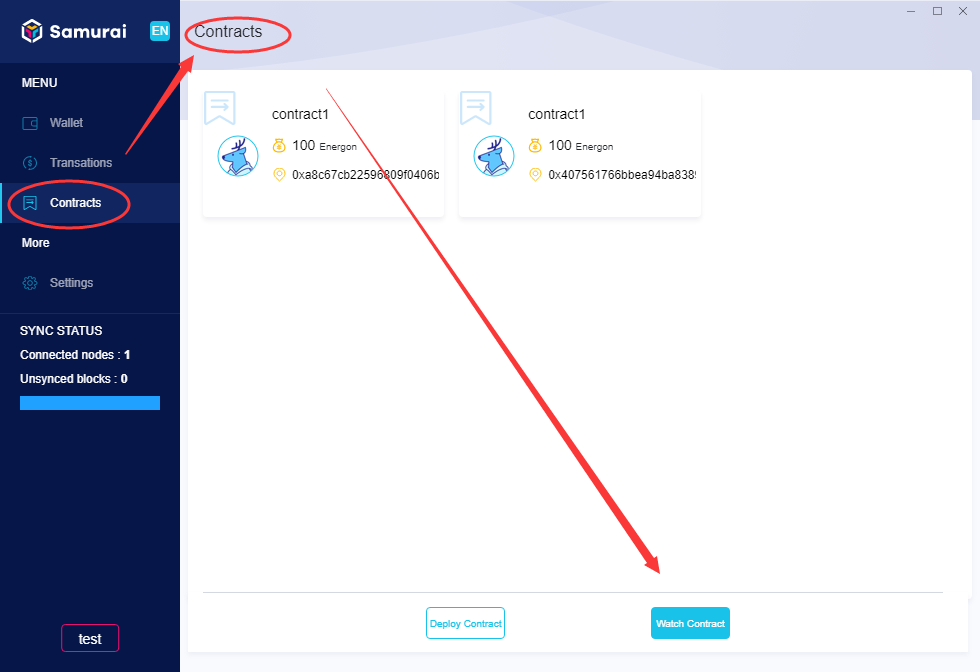 Samurai
EN
MENU
Wallet
Transations
Contracts
More
Settings
SYNC STATUS
Connected nodes : 1
Unsynced blocks : 0
test
Contracts
contract1
100 Energon
0xa8c67cb22596809f0406b
contract1
100 Energon
0x407561766bbea94ba8389
Deploy Contract
Watch Contract